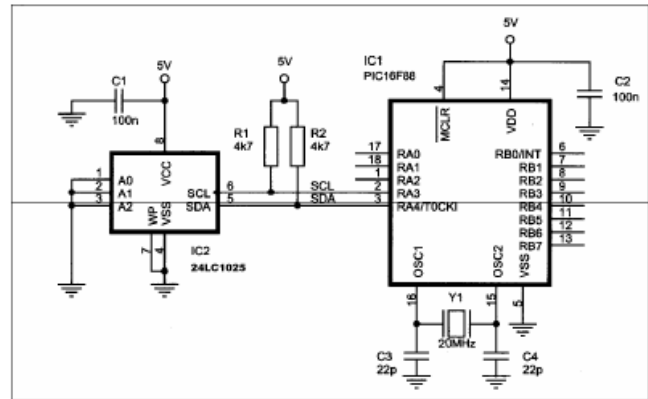 5V
C1
100n
8
VCC
1 A0
2 A1
3 A2
SCL 6
SDA 5
WP
VSS
7
4
IC2
24LC1025
5V
R1
4k7
R2
4k7
SCL
SDA
IC1
PIC16F88
5V
C2
100n
4
14
MCLR
VDD
17 RA0
18 RA1
1 RA2
2 RA3
3 RA4/T0CKI
RB0/INT 6
RB1 7
RB2 8
RB3 9
RB4 10
RB5 11
RB6 12
RB7 13
OSC1
OSC2
VSS
16
15
5
Y1
20MHz
C3
22p
C4
22p